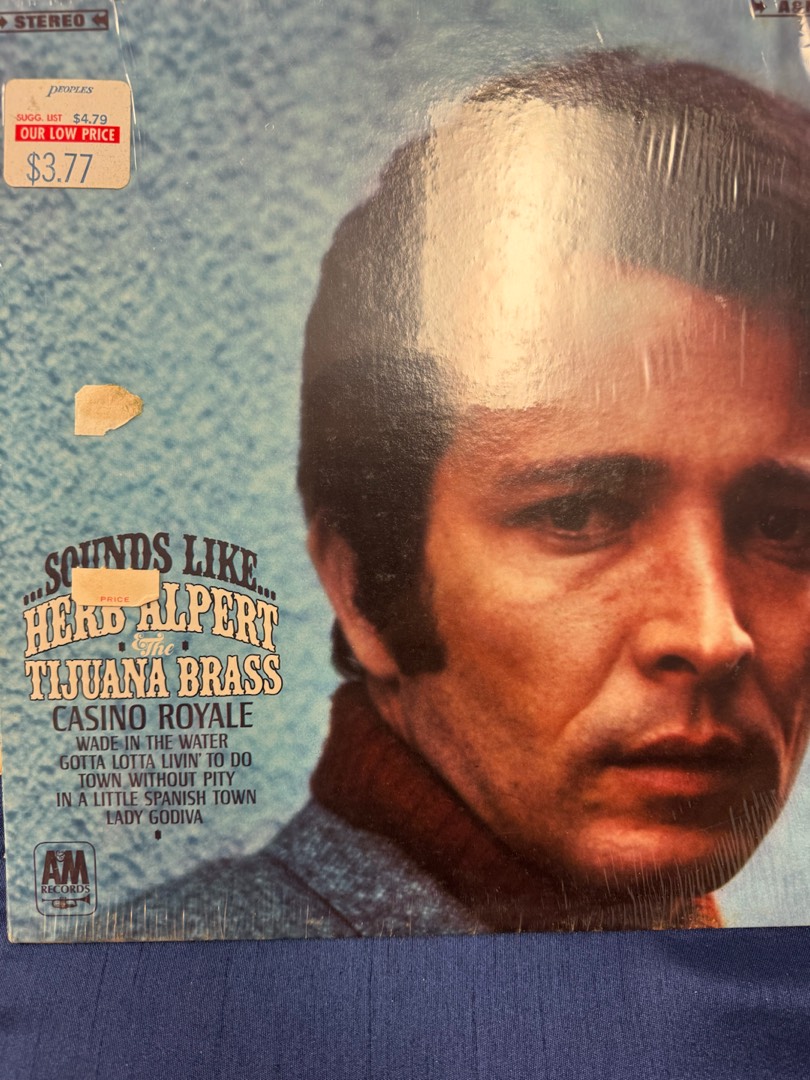 STEREO
A&
PEOPLES
SUGG. LIST $4.79
OUR LOW PRICE
$3.77
...SOUNDS LIKE...
PRICE
HERB ALPERT
& The
TIJUANA BRASS
CASINO ROYALE
WADE IN THE WATER
GOTTA LOTTA LIVIN' TO DO
TOWN WITHOUT PITY
IN A LITTLE SPANISH TOWN
LADY GODIVA
A&M
RECORDS